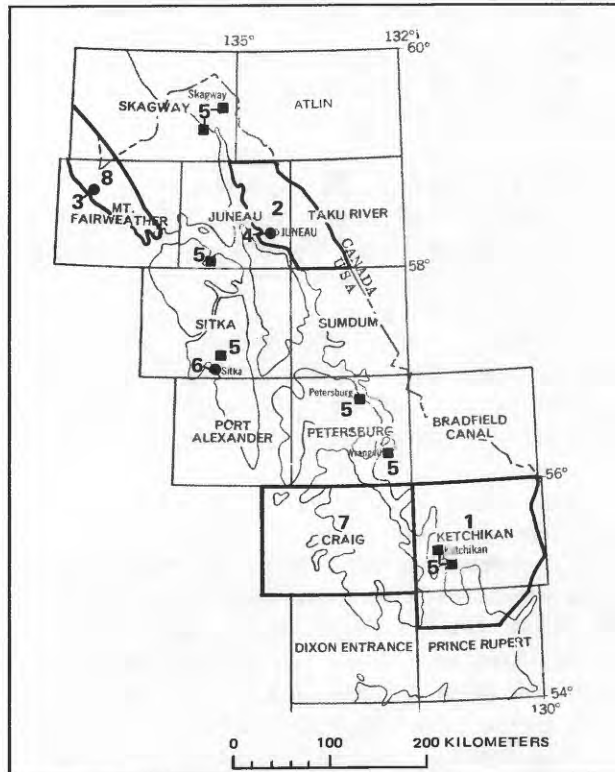 135°
132°
60°
SKAGWAY
Skagway
5
ATLIN
8
3
MT.
FAIRWEATHER
JUNEAU
2
4
JUNEAU
TAKU RIVER
CANADA
USA
58°
5
SITKA
5
6
Sitka
SUMDUM
PORT
ALEXANDER
Petersburg
5
PETERSBURG
Wrangell
5
BRADFIELD
CANAL
56°
7
CRAIG
1
KETCHIKAN
Ketchikan
5
DIXON ENTRANCE
PRINCE RUPERT
54°
130°
0 100 200 KILOMETERS